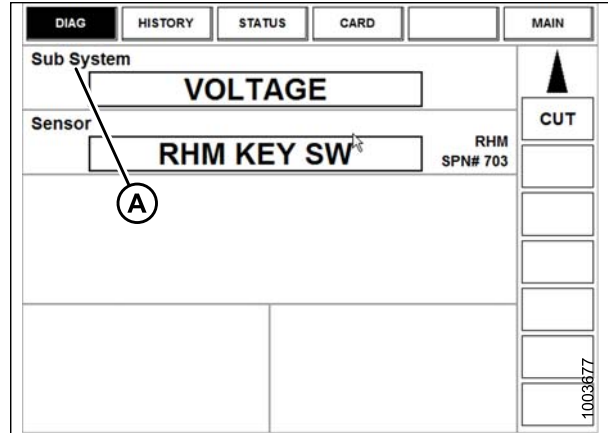 DIAG HISTORY STATUS CARD MAIN
Sub System
VOLTAGE
CUT
Sensor
RHM KEY SW
RHM
SPN# 703
A
1003677